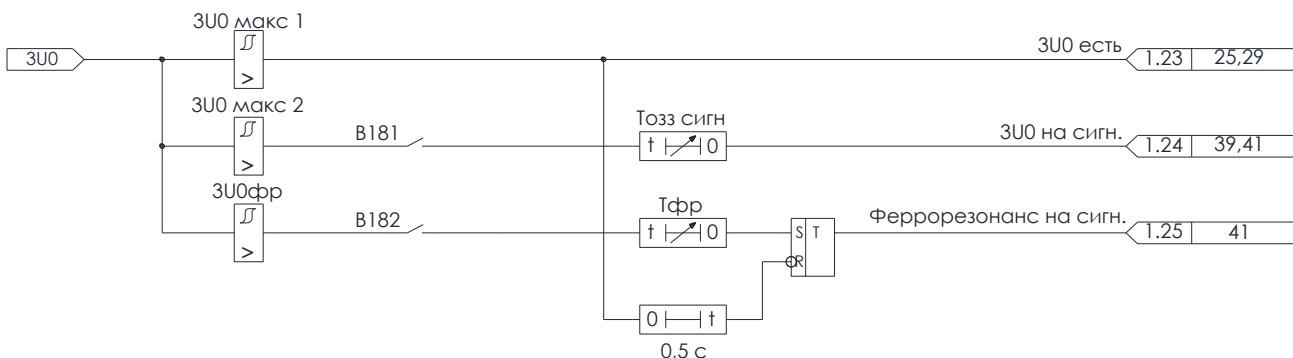 3U0 макс 1
3U0
>
3U0 есть
1.23 25,29
3U0 макс 2
>
B181
Тозз сигн
t 0
3U0 на сигн.
1.24 39,41
3U0фр
>
B182
Тфр
t 0
S T
R
Феррорезонанс на сигн.
1.25 41
0 t
0,5 с